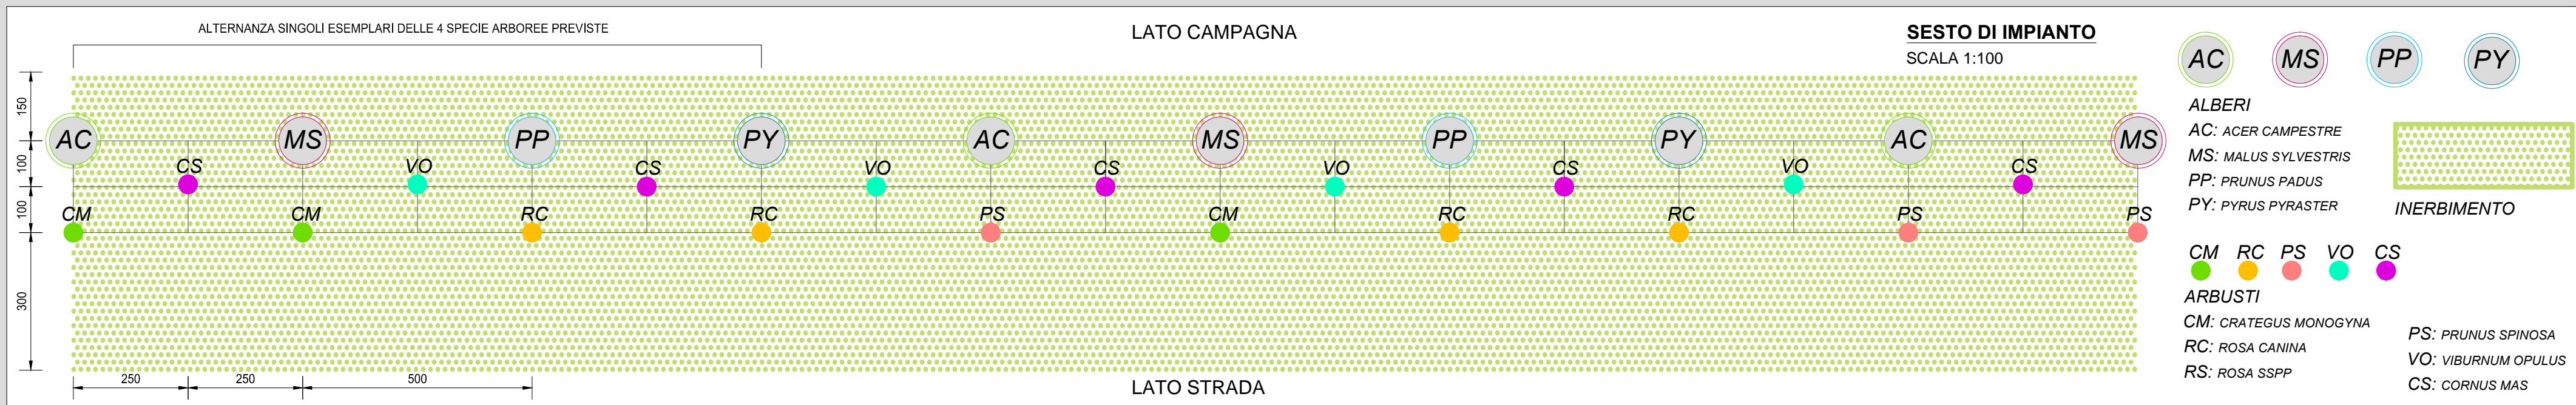 ALTERNANZA SINGOLI ESEMPLARI DELLE 4 SPECIE ARBOREE PREVISTE
LATO CAMPAGNA
SESTO DI IMPIANTO
SCALA 1:100
150
100
100
300
AC MS PP PY AC MS PP PY AC MS
CS VO CS VO CS VO CS VO CS
CM CM RC RC PS CM RC RC PS PS
250 250 500
LATO STRADA
AC MS PP PY
ALBERI
AC: ACER CAMPESTRE
MS: MALUS SYLVESTRIS
PP: PRUNUS PADUS
PY: PYRUS PYRASTER
INERBIMENTO
CM RC PS VO CS
ARBUSTI
CM: CRATEGUS MONOGYNA
RC: ROSA CANINA
RS: ROSA SSPP
PS: PRUNUS SPINOSA
VO: VIBURNUM OPULUS
CS: CORNUS MAS